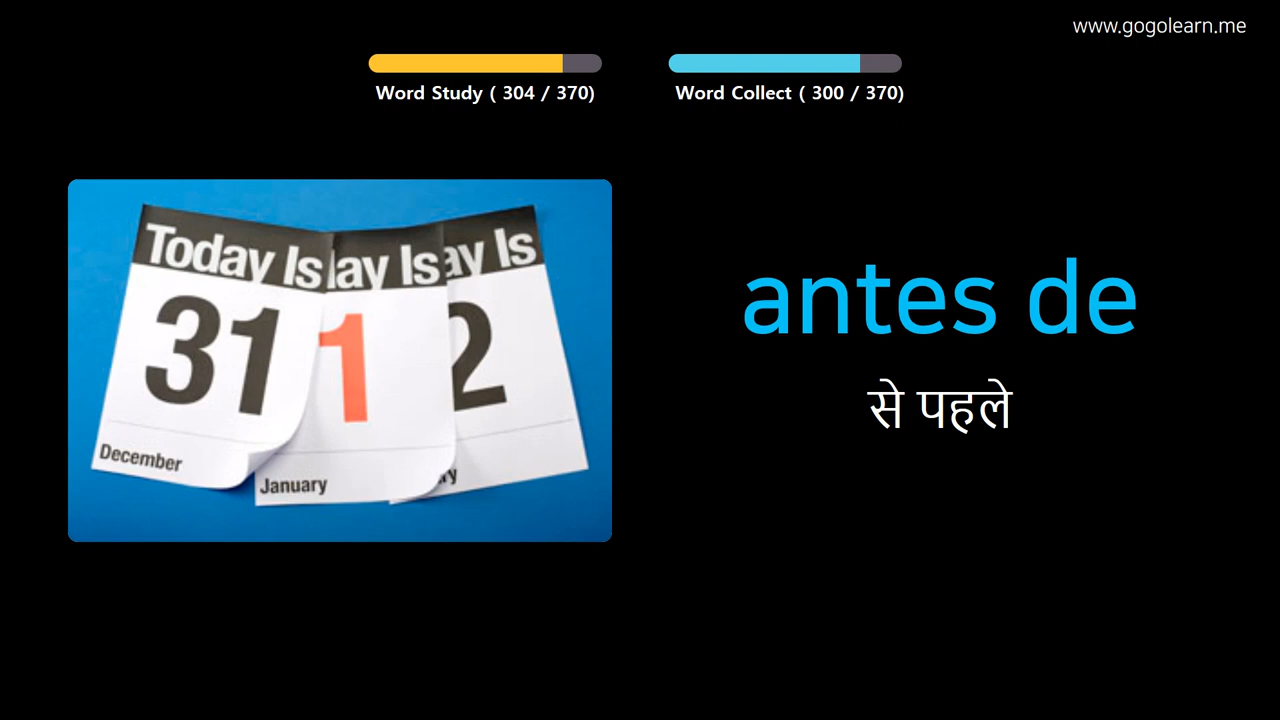 www.gogolearn.me
Word Study ( 304 / 370)
Word Collect ( 300 / 370)
Today Is
ay Is
ay Is
31
1
2
December
January
ry
antes de
से पहले